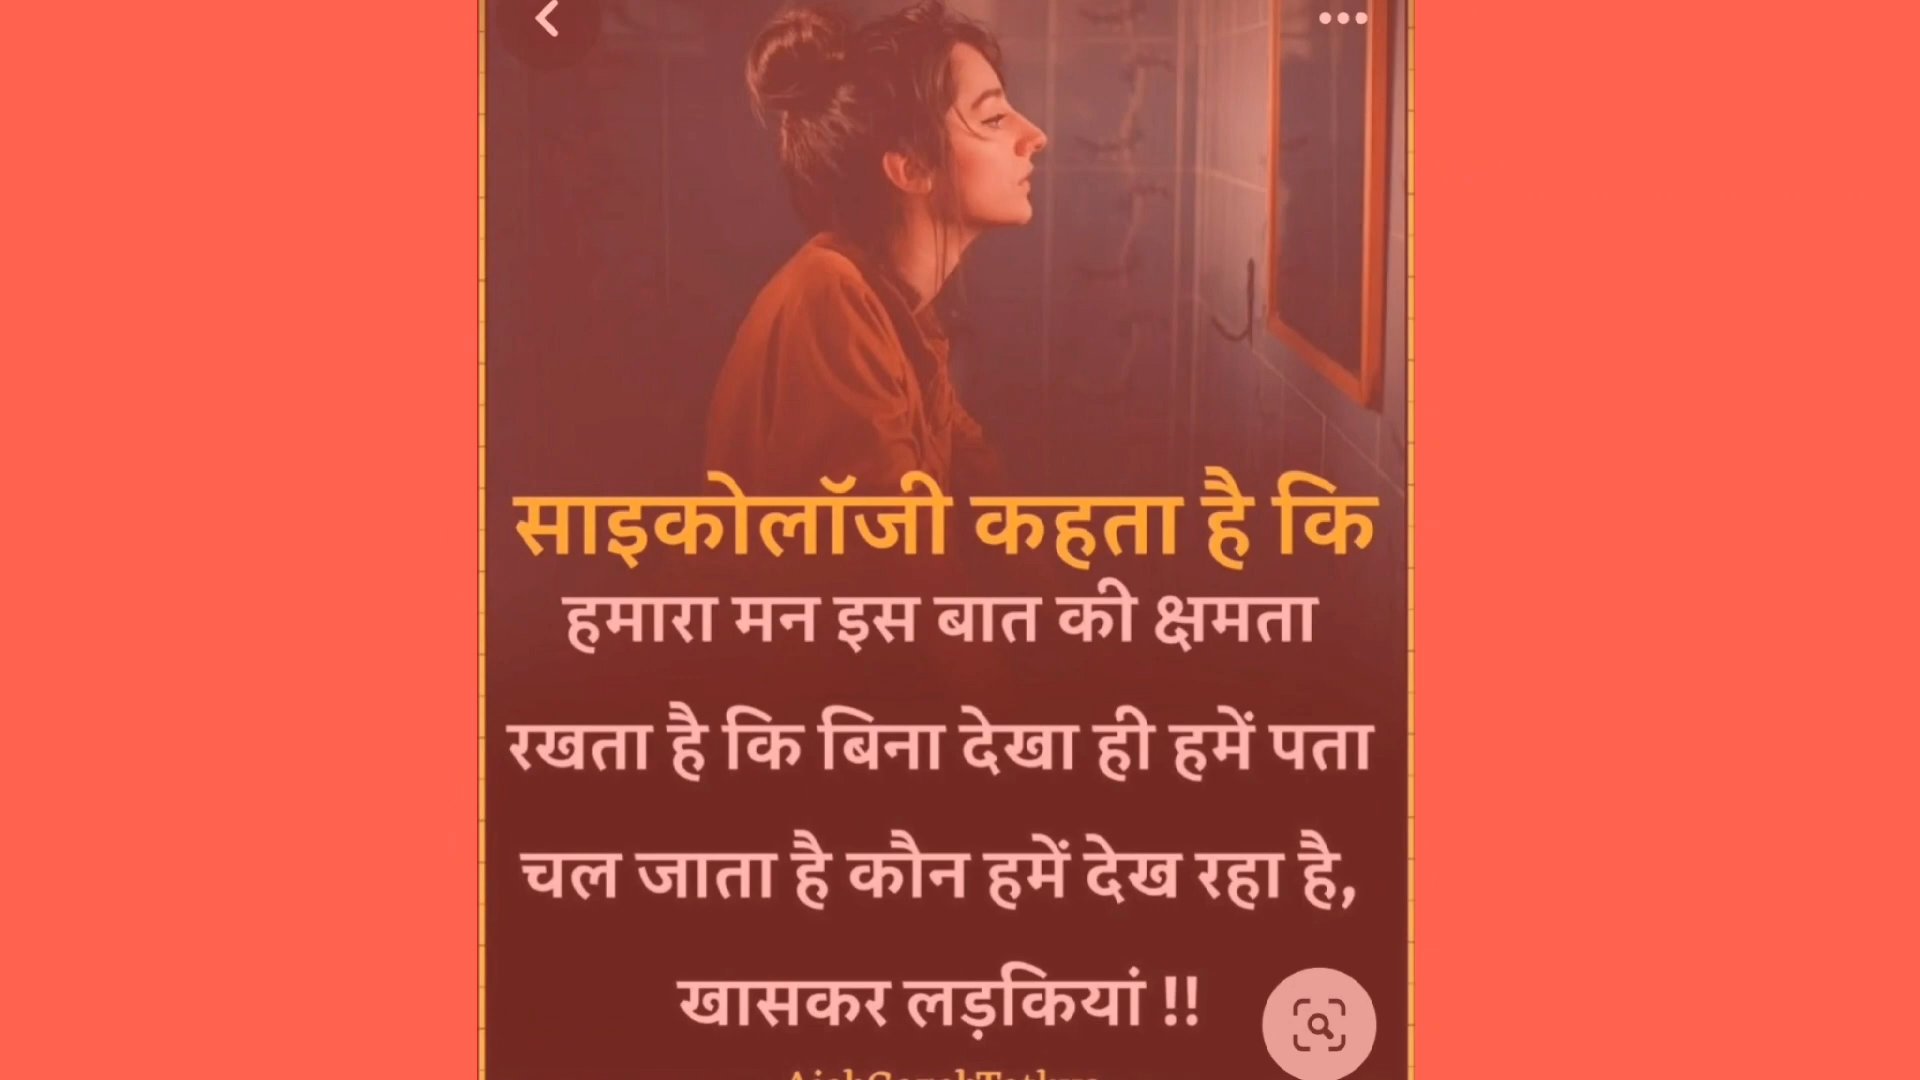 साइकोलॉजी कहता है कि
हमारा मन इस बात की क्षमता
रखता है कि बिना देखा ही हमें पता
चल जाता है कौन हमें देख रहा है,
खासकर लड़कियां !!